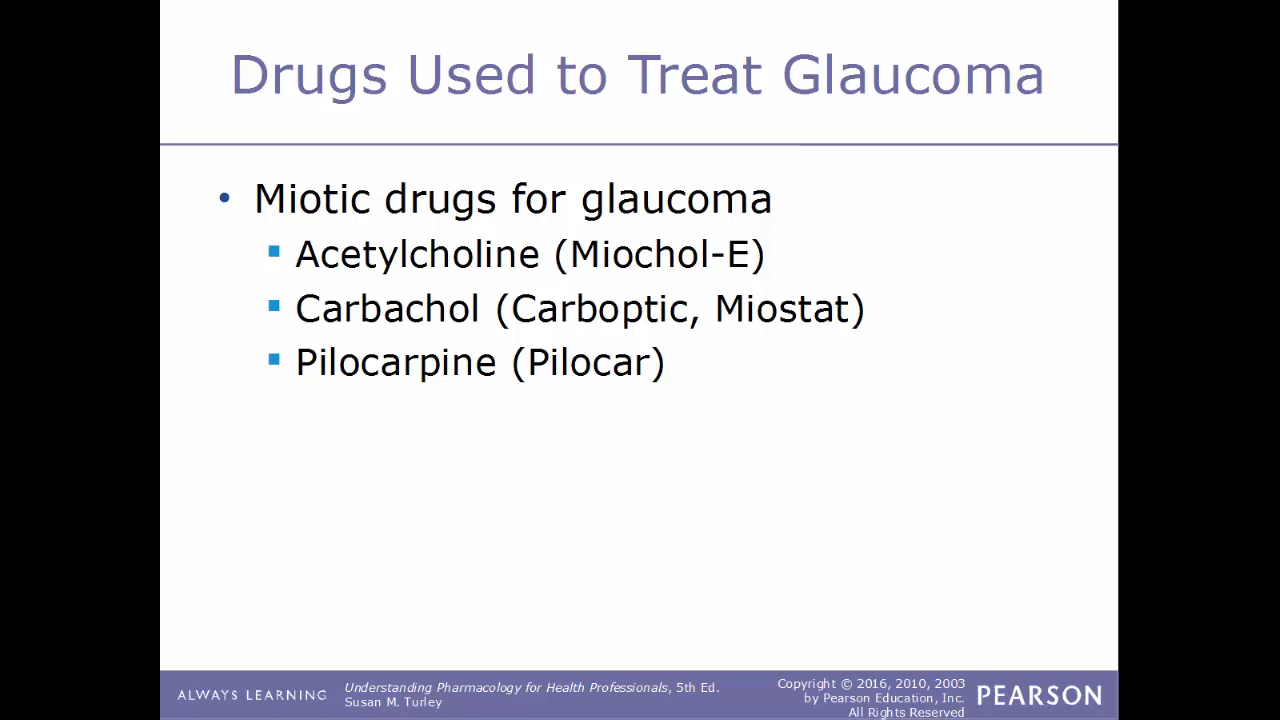 Drugs Used to Treat Glaucoma
• Miotic drugs for glaucoma
▪ Acetylcholine (Miochol-E)
▪ Carbachol (Carboptic, Miostat)
▪ Pilocarpine (Pilocar)
ALWAYS LEARNING
Understanding Pharmacology for Health Professionals, 5th Ed.
Susan M. Turley
Copyright © 2016, 2010, 2003
by Pearson Education, Inc.
All Rights Reserved
PEARSON